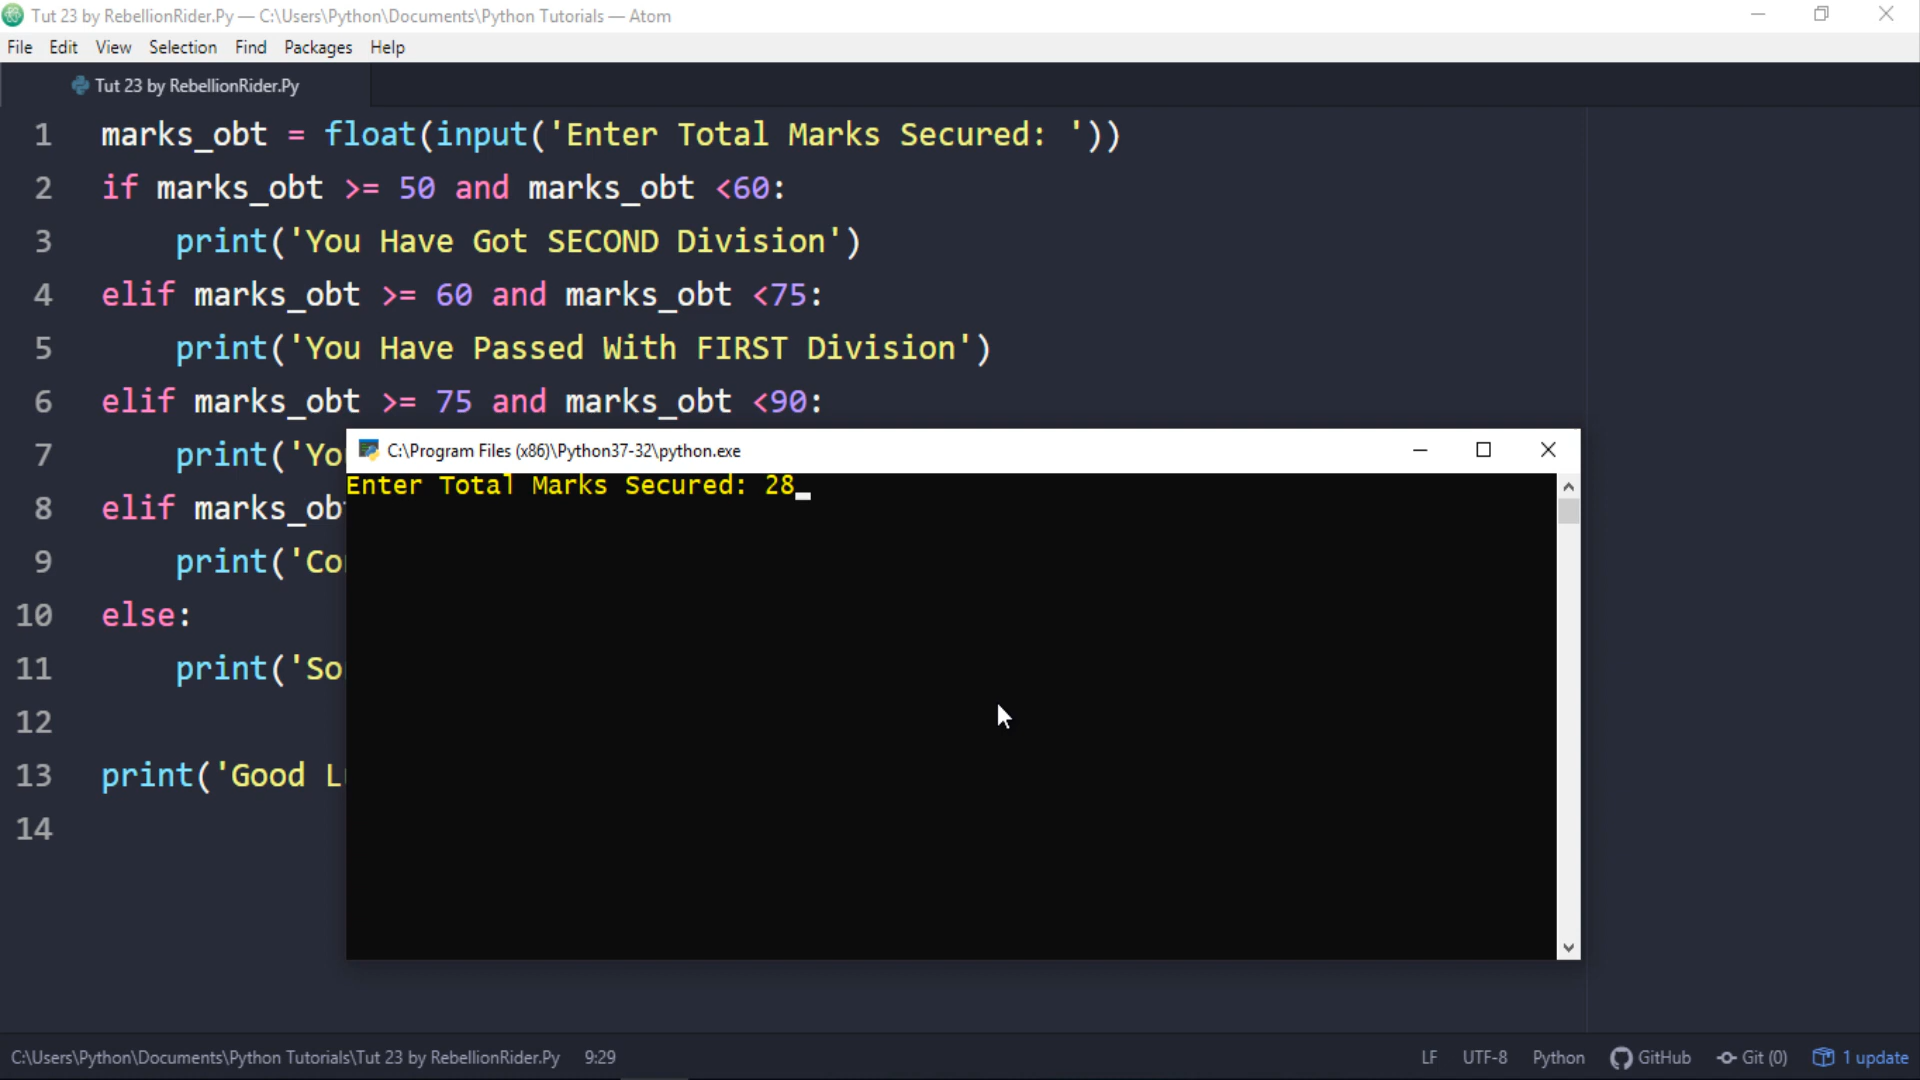 Tut 23 by RebellionRider.Py — C:\Users\Python\Documents\Python Tutorials — Atom
File Edit View Selection Find Packages Help
Tut 23 by RebellionRider.Py
1 marks_obt = float(input('Enter Total Marks Secured: '))
2 if marks_obt >= 50 and marks_obt <60:
3 print('You Have Got SECOND Division')
4 elif marks_obt >= 60 and marks_obt <75:
5 print('You Have Passed With FIRST Division')
6 elif marks_obt >= 75 and marks_obt <90:
7 print('Yo
C:\Program Files (x86)\Python37-32\python.exe
Enter Total Marks Secured: 28_
8 elif marks_ob
9 print('Co
10 else:
11 print('So
12
13 print('Good L
14
C:\Users\Python\Documents\Python Tutorials\Tut 23 by RebellionRider.Py 9:29 LF UTF-8 Python GitHub Git (0) 1 update